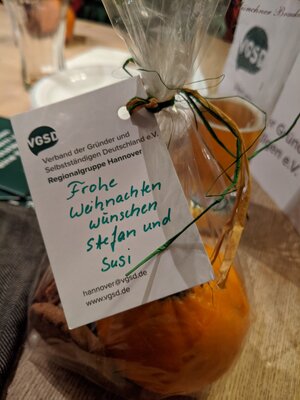 VGSD
Verband der Gründer und
Selbstständigen Deutschland e.V.
Regionalgruppe Hannover
Frohe
Weihnachten
wünschen
Stefan und
Susi
hannover@vgsd.de
www.vgsd.de
VGSD